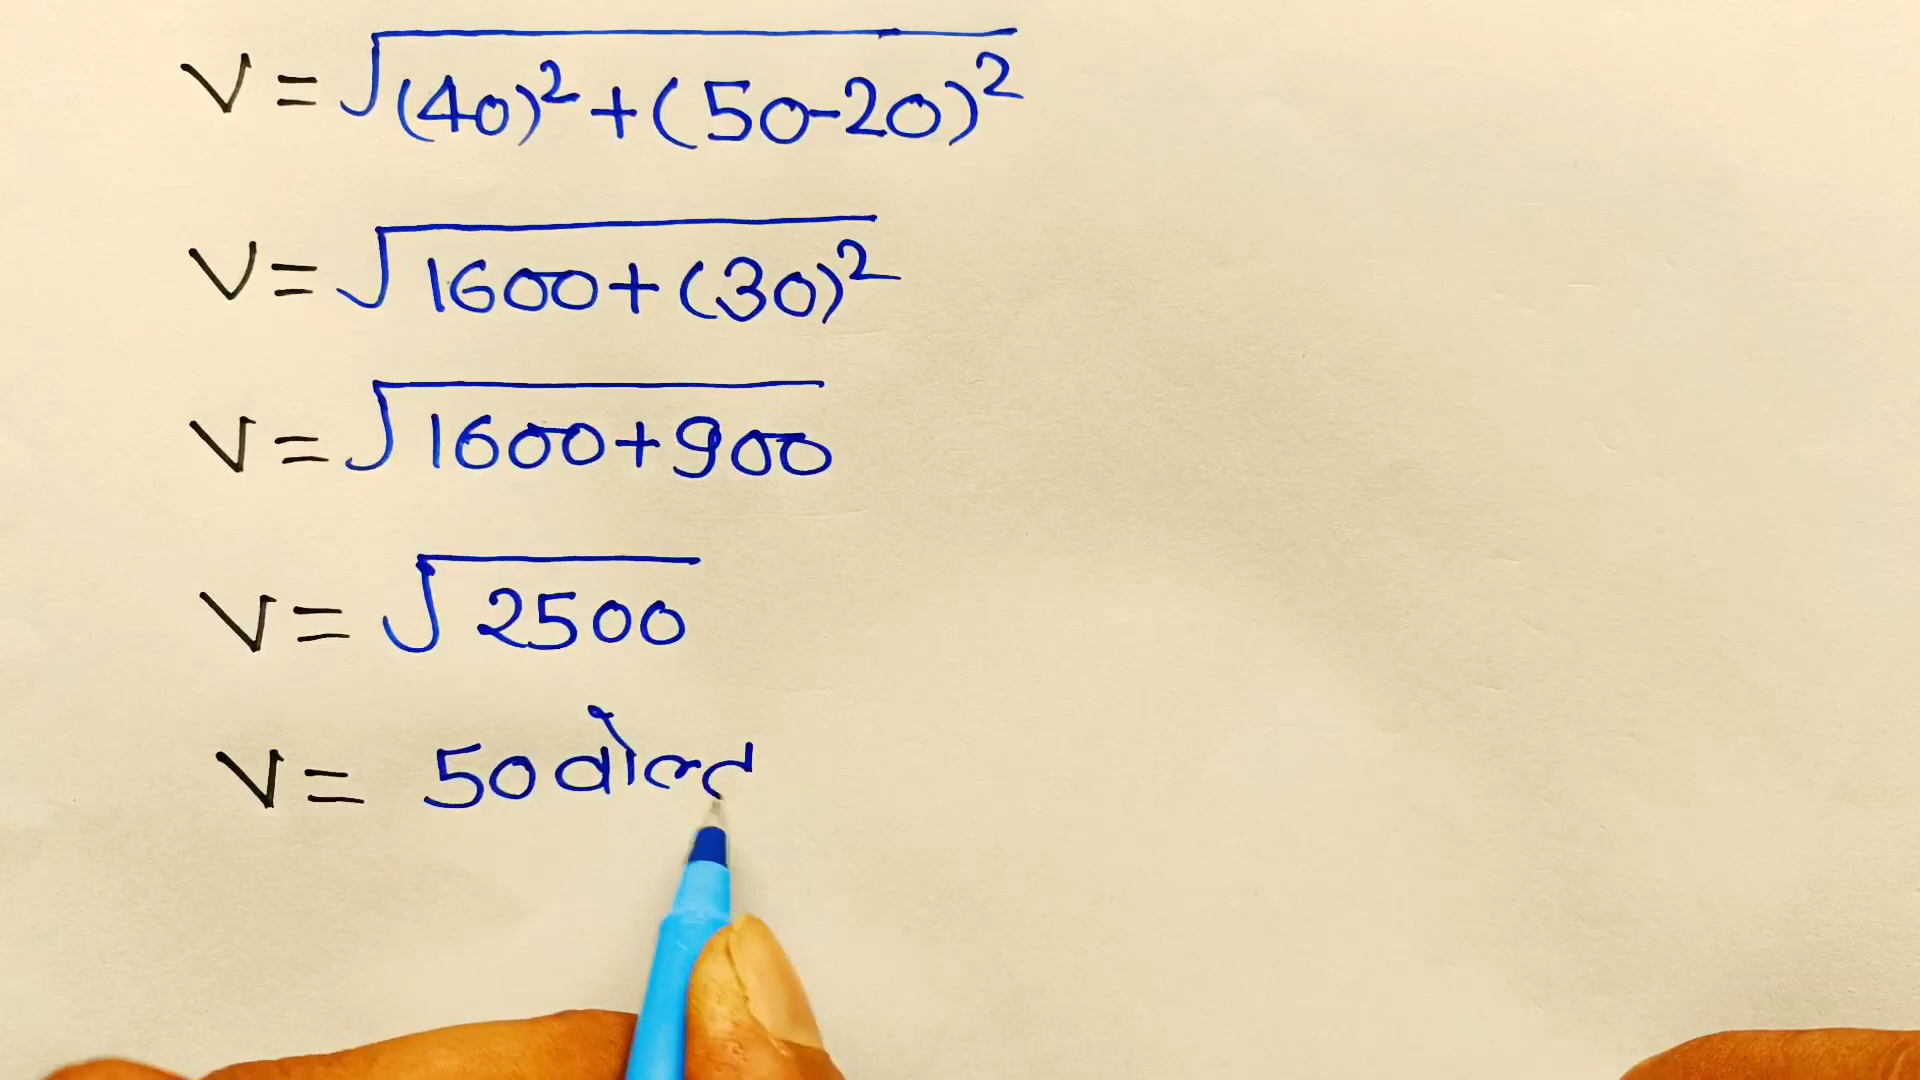 V = √(40)² + (50-20)²
V = √1600 + (30)²
V = √1600 + 900
V = √2500
V = 50 वोल्ट